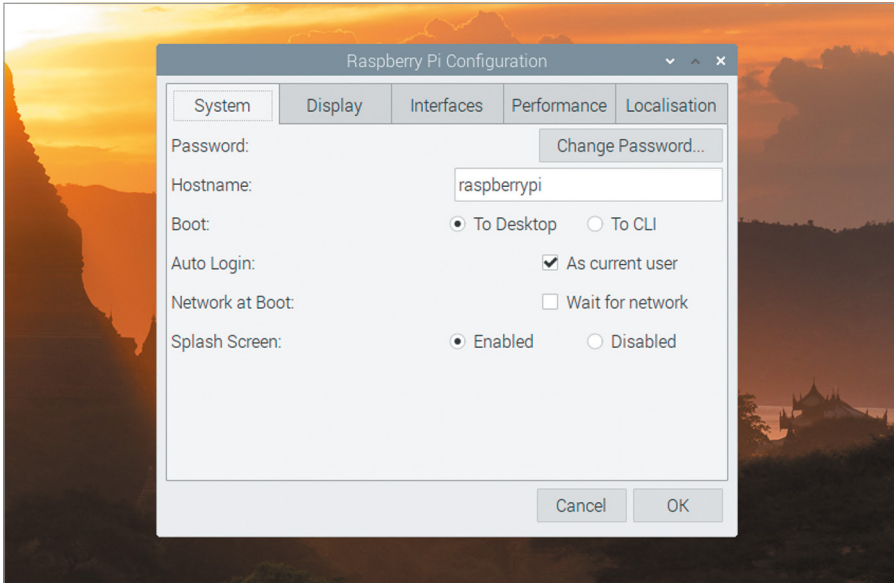 Raspberry Pi Configuration
System Display Interfaces Performance Localisation
Password: Change Password...
Hostname: raspberrypi
Boot: To Desktop To CLI
Auto Login: As current user
Network at Boot: Wait for network
Splash Screen: Enabled Disabled
Cancel OK